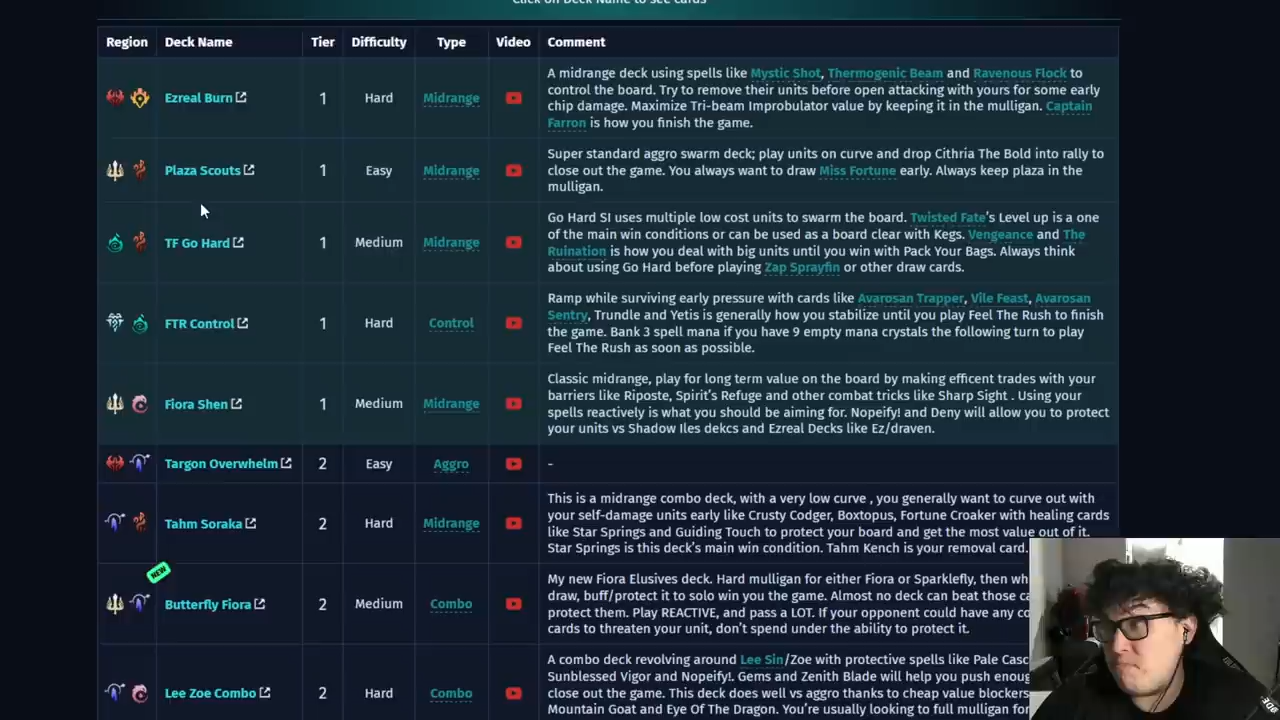 Click on Deck Name to see cards
Region Deck Name Tier Difficulty Type Video Comment
Ezreal Burn 1 Hard Midrange
A midrange deck using spells like Mystic Shot, Thermogenic Beam and Ravenous Flock to
control the board. Try to remove their units before open attacking with yours for some early
chip damage. Maximize Tri-beam Improbulator value by keeping it in the mulligan. Captain
Farron is how you finish the game.
Plaza Scouts 1 Easy Midrange
Super standard aggro swarm deck; play units on curve and drop Cithria The Bold into rally to
close out the game. You always want to draw Miss Fortune early. Always keep plaza in the
mulligan.
TF Go Hard 1 Medium Midrange
Go Hard SI uses multiple low cost units to swarm the board. Twisted Fate's Level up is a one
of the main win conditions or can be used as a board clear with Kegs. Vengeance and The
Ruination is how you deal with big units until you win with Pack Your Bags. Always think
about using Go Hard before playing Zap Sprayfin or other draw cards.
FTR Control 1 Hard Control
Ramp while surviving early pressure with cards like Avarosan Trapper, Vile Feast, Avarosan
Sentry, Trundle and Yetis is generally how you stabilize until you play Feel The Rush to finish
the game. Bank 3 spell mana if you have 9 empty mana crystals the following turn to play
Feel The Rush as soon as possible.
Fiora Shen 1 Medium Midrange
Classic midrange, play for long term value on the board by making efficent trades with your
barriers like Riposte, Spirit's Refuge and other combat tricks like Sharp Sight . Using your
spells reactively is what you should be aiming for. Nopeify! and Deny will allow you to protect
your units vs Shadow Iles dekcs and Ezreal Decks like Ez/draven.
Targon Overwhelm 2 Easy Aggro -
Tahm Soraka 2 Hard Midrange
This is a midrange combo deck, with a very low curve , you generally want to curve out with
your self-damage units early like Crusty Codger, Boxtopus, Fortune Croaker with healing cards
like Star Springs and Guiding Touch to protect your board and get the most value out of it.
Star Springs is this deck's main win condition. Tahm Kench is your removal card.
NEW
Butterfly Fiora 2 Medium Combo
My new Fiora Elusives deck. Hard mulligan for either Fiora or Sparklefly, then wh
draw, buff/protect it to solo win you the game. Almost no deck can beat those ca
protect them. Play REACTIVE, and pass a LOT. If your opponent could have any co
cards to threaten your unit, don't spend under the ability to protect it.
Lee Zoe Combo 2 Hard Combo
A combo deck revolving around Lee Sin/Zoe with protective spells like Pale Casc
Sunblessed Vigor and Nopeify!. Gems and Zenith Blade will help you push enoug
close out the game. This deck does well vs aggro thanks to cheap value blockers
Mountain Goat and Eye Of The Dragon. You're usually looking to full mulligan for